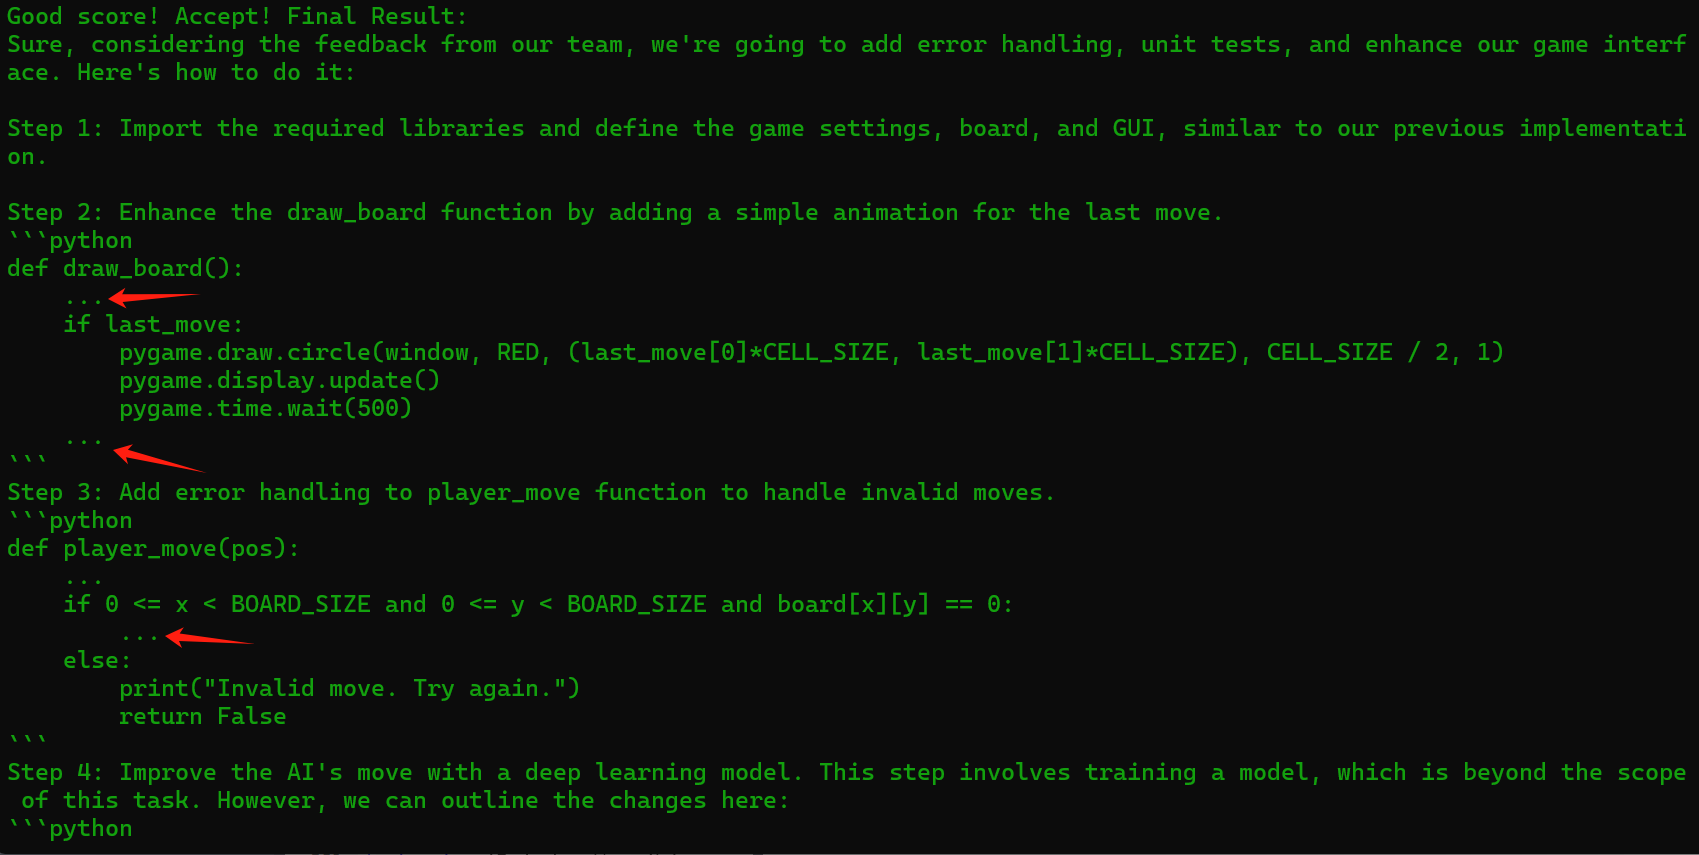 Good score! Accept! Final Result:
Sure, considering the feedback from our team, we're going to add error handling, unit tests, and enhance our game interf
ace. Here's how to do it:

Step 1: Import the required libraries and define the game settings, board, and GUI, similar to our previous implementati
on.

Step 2: Enhance the draw_board function by adding a simple animation for the last move.
```python
def draw_board():
    ...
    if last_move:
        pygame.draw.circle(window, RED, (last_move[0]*CELL_SIZE, last_move[1]*CELL_SIZE), CELL_SIZE / 2, 1)
        pygame.display.update()
        pygame.time.wait(500)
    ...
```
Step 3: Add error handling to player_move function to handle invalid moves.
```python
def player_move(pos):
    ...
    if 0 <= x < BOARD_SIZE and 0 <= y < BOARD_SIZE and board[x][y] == 0:
        ...
    else:
        print("Invalid move. Try again.")
        return False
```
Step 4: Improve the AI's move with a deep learning model. This step involves training a model, which is beyond the scope
 of this task. However, we can outline the changes here:
```python